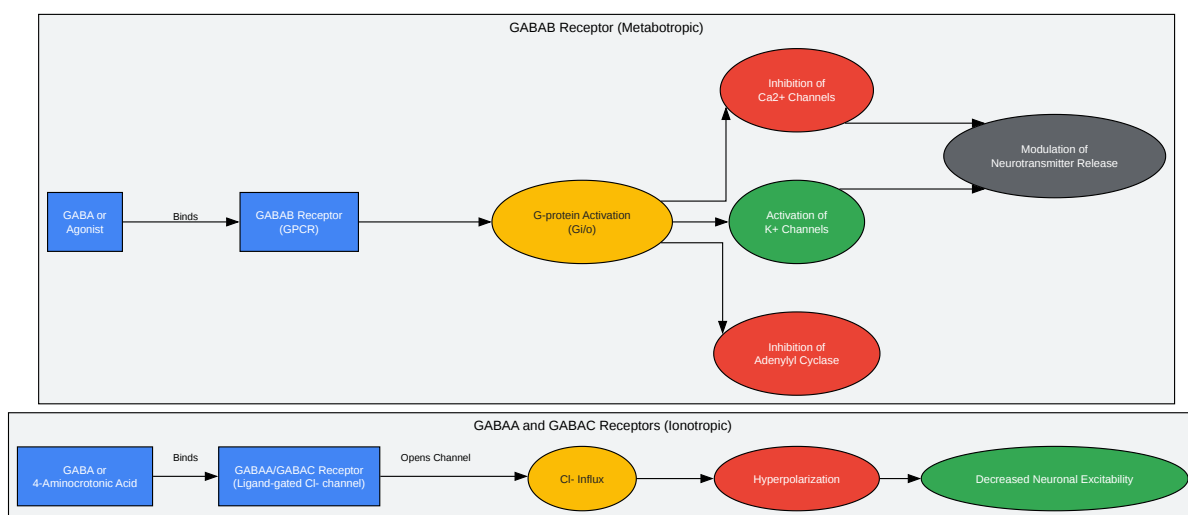 GABAB Receptor (Metabotropic)
Inhibition of
Ca2+ Channels
Modulation of
Neurotransmitter Release
GABA or
Agonist
Binds
GABAB Receptor
(GPCR)
G-protein Activation
(Gi/o)
Activation of
K+ Channels
Inhibition of
Adenylyl Cyclase
GABAA and GABAC Receptors (Ionotropic)
GABA or
4-Aminocrotonic Acid
Binds
GABAA/GABAC Receptor
(Ligand-gated Cl- channel)
Opens Channel
Cl- Influx
Hyperpolarization
Decreased Neuronal Excitability